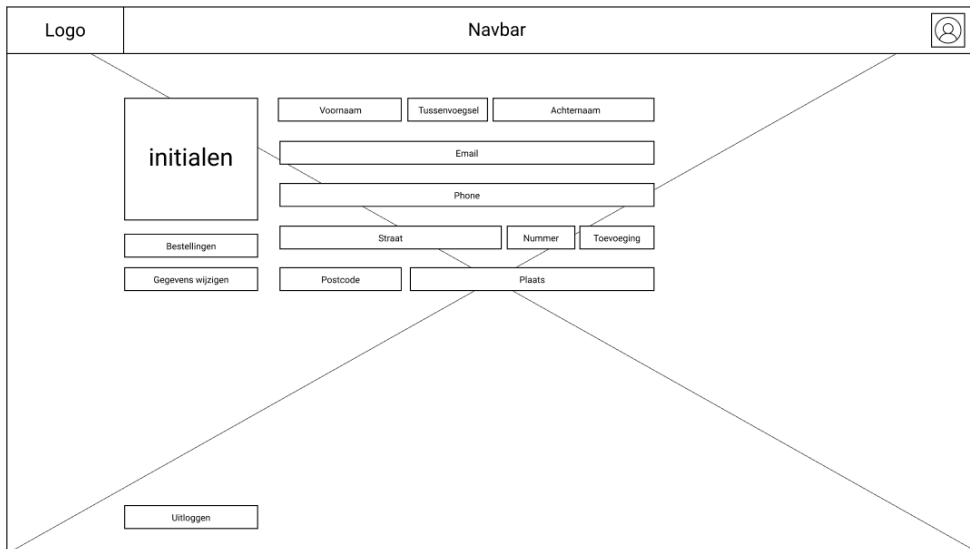 Logo
Navbar
initialen
Voornaam
Tussenvoegsel
Achternaam
Email
Phone
Straat
Nummer
Toevoeging
Postcode
Plaats
Bestellingen
Gegevens wijzigen
Uitloggen